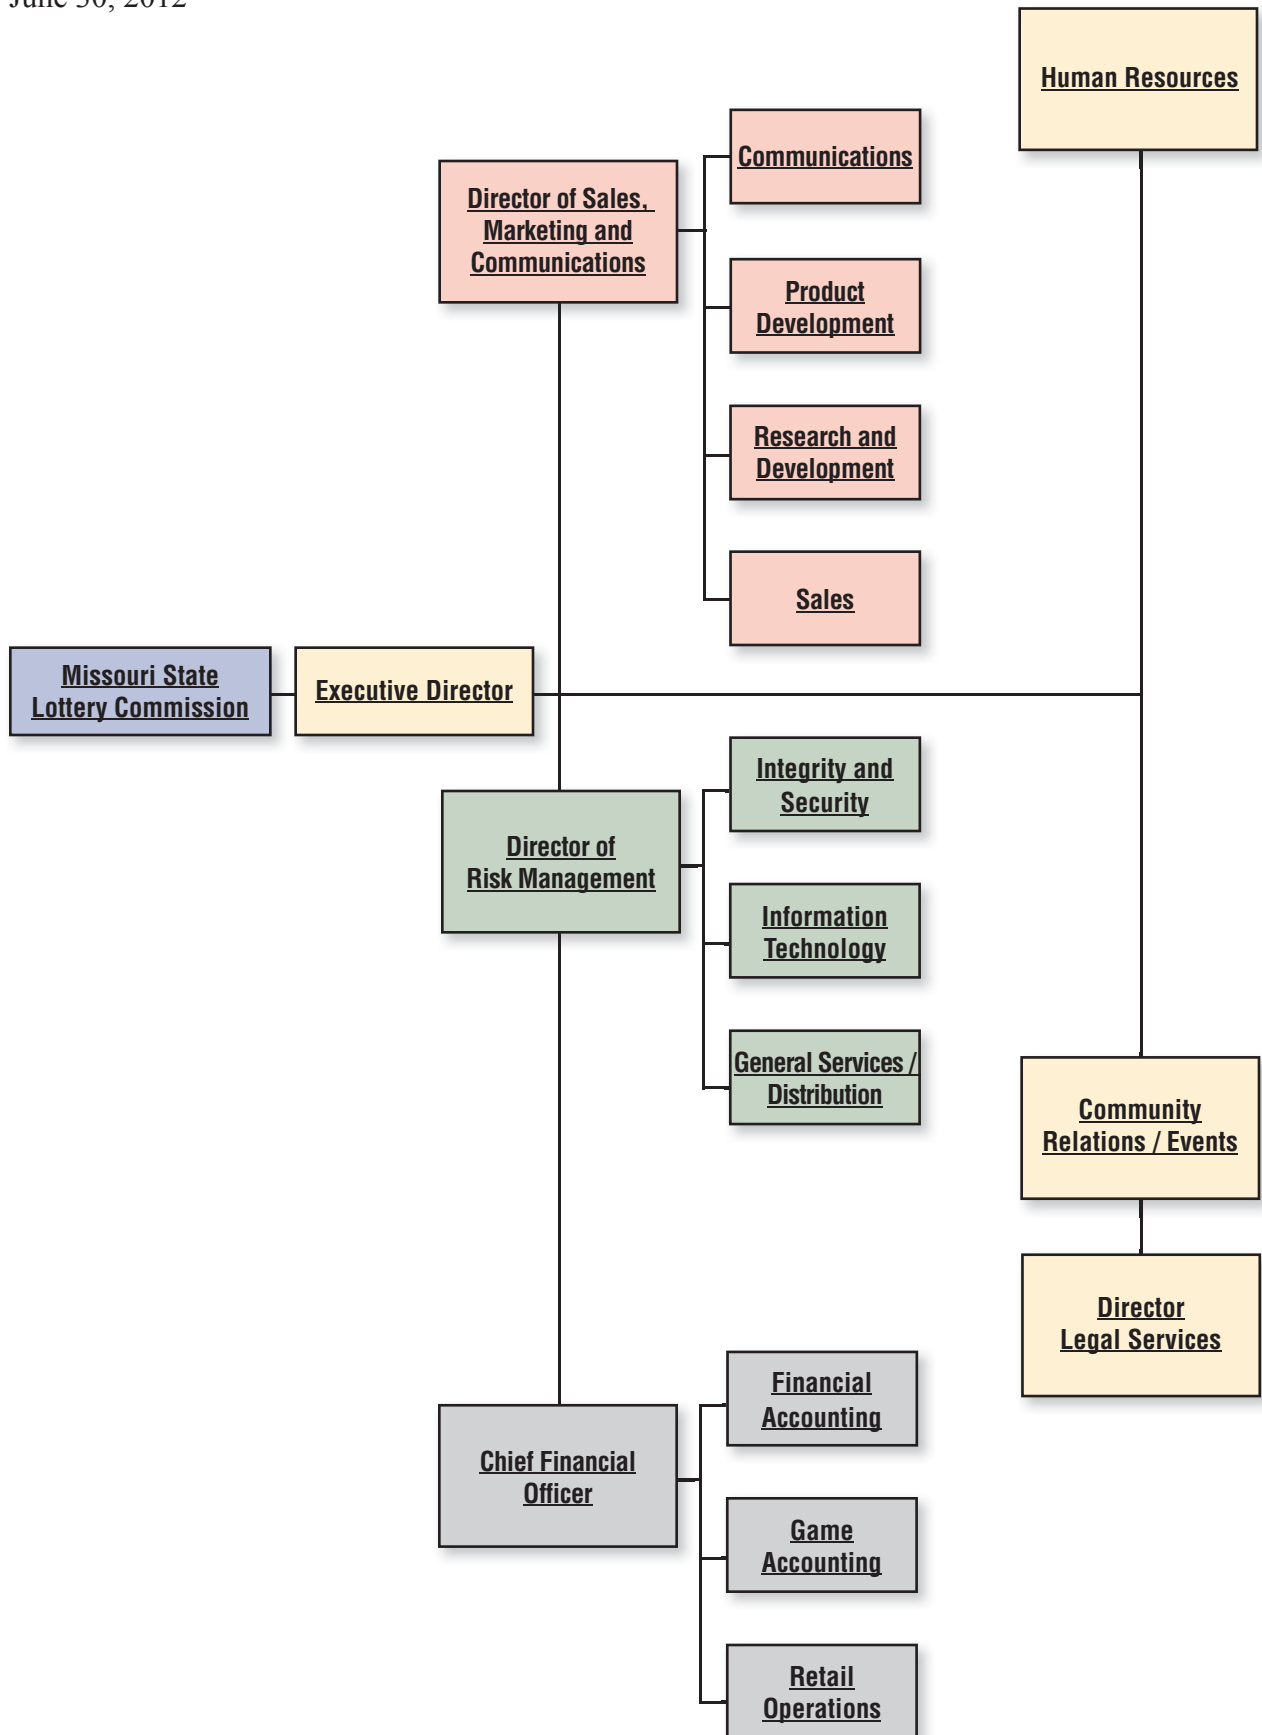 June 30, 2012
Human Resources
Communications
Director of Sales,
Marketing and
Communications
Product
Development
Research and
Development
Sales
Missouri State
Lottery Commission
Executive Director
Integrity and
Security
Director of
Risk Management
Information
Technology
General Services /
Distribution
Community
Relations / Events
Director
Legal Services
Financial
Accounting
Chief Financial
Officer
Game
Accounting
Retail
Operations